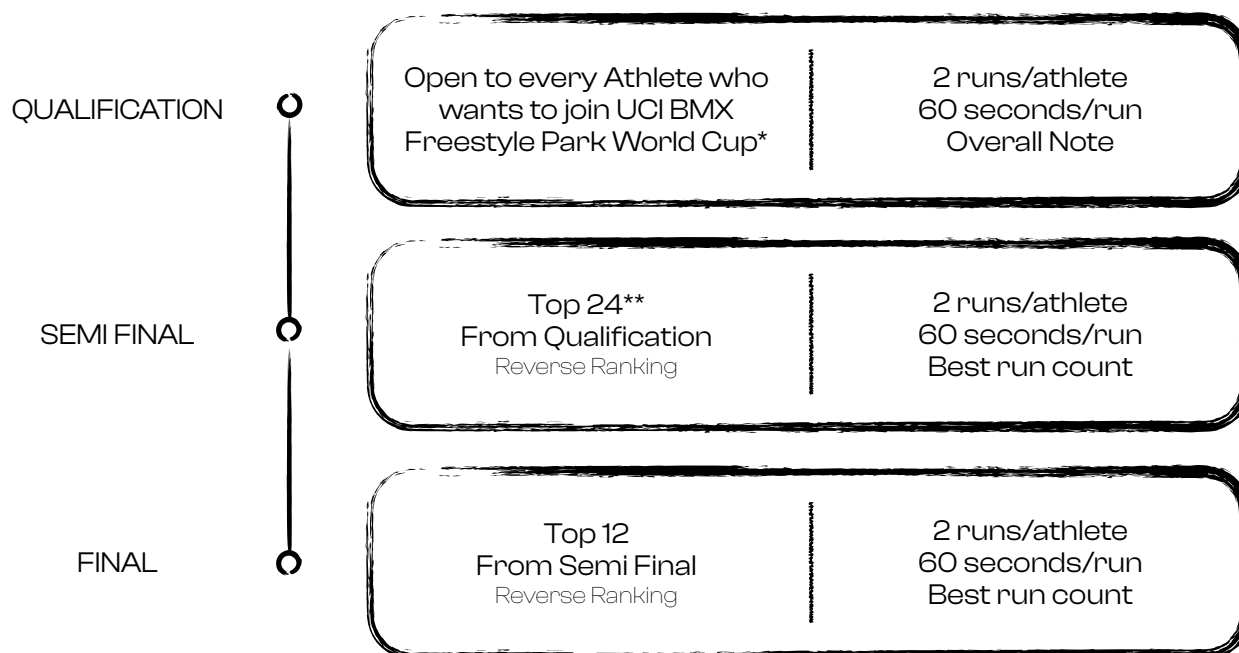 QUALIFICATION
Open to every Athlete who
wants to join UCI BMX
Freestyle Park World Cup*
2 runs/athlete
60 seconds/run
Overall Note
SEMI FINAL
Top 24**
From Qualification
Reverse Ranking
2 runs/athlete
60 seconds/run
Best run count
FINAL
Top 12
From Semi Final
Reverse Ranking
2 runs/athlete
60 seconds/run
Best run count